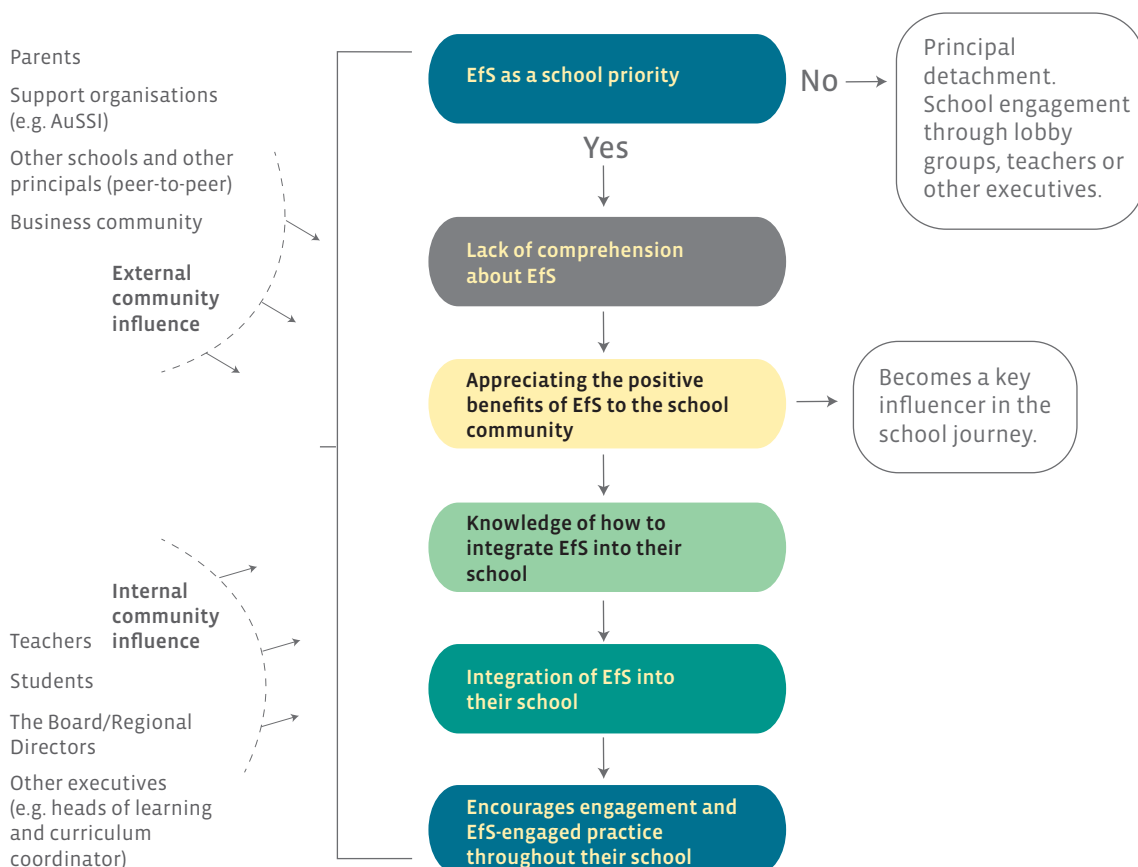 Parents
Support organisations
(e.g. AuSSI)
Other schools and other
principals (peer-to-peer)
Business community
External
community
influence
Internal
community
influence
Teachers
Students
The Board/Regional
Directors
Other executives
(e.g. heads of learning
and curriculum
coordinator)
EfS as a school priority
No
Principal
detachment.
School engagement
through lobby
groups, teachers or
other executives.
Yes
Lack of comprehension
about EfS
Appreciating the positive
benefits of EfS to the school
community
Becomes a key
influencer in the
school journey.
Knowledge of how to
integrate EfS into their
school
Integration of EfS into
their school
Encourages engagement and
EfS-engaged practice
throughout their school